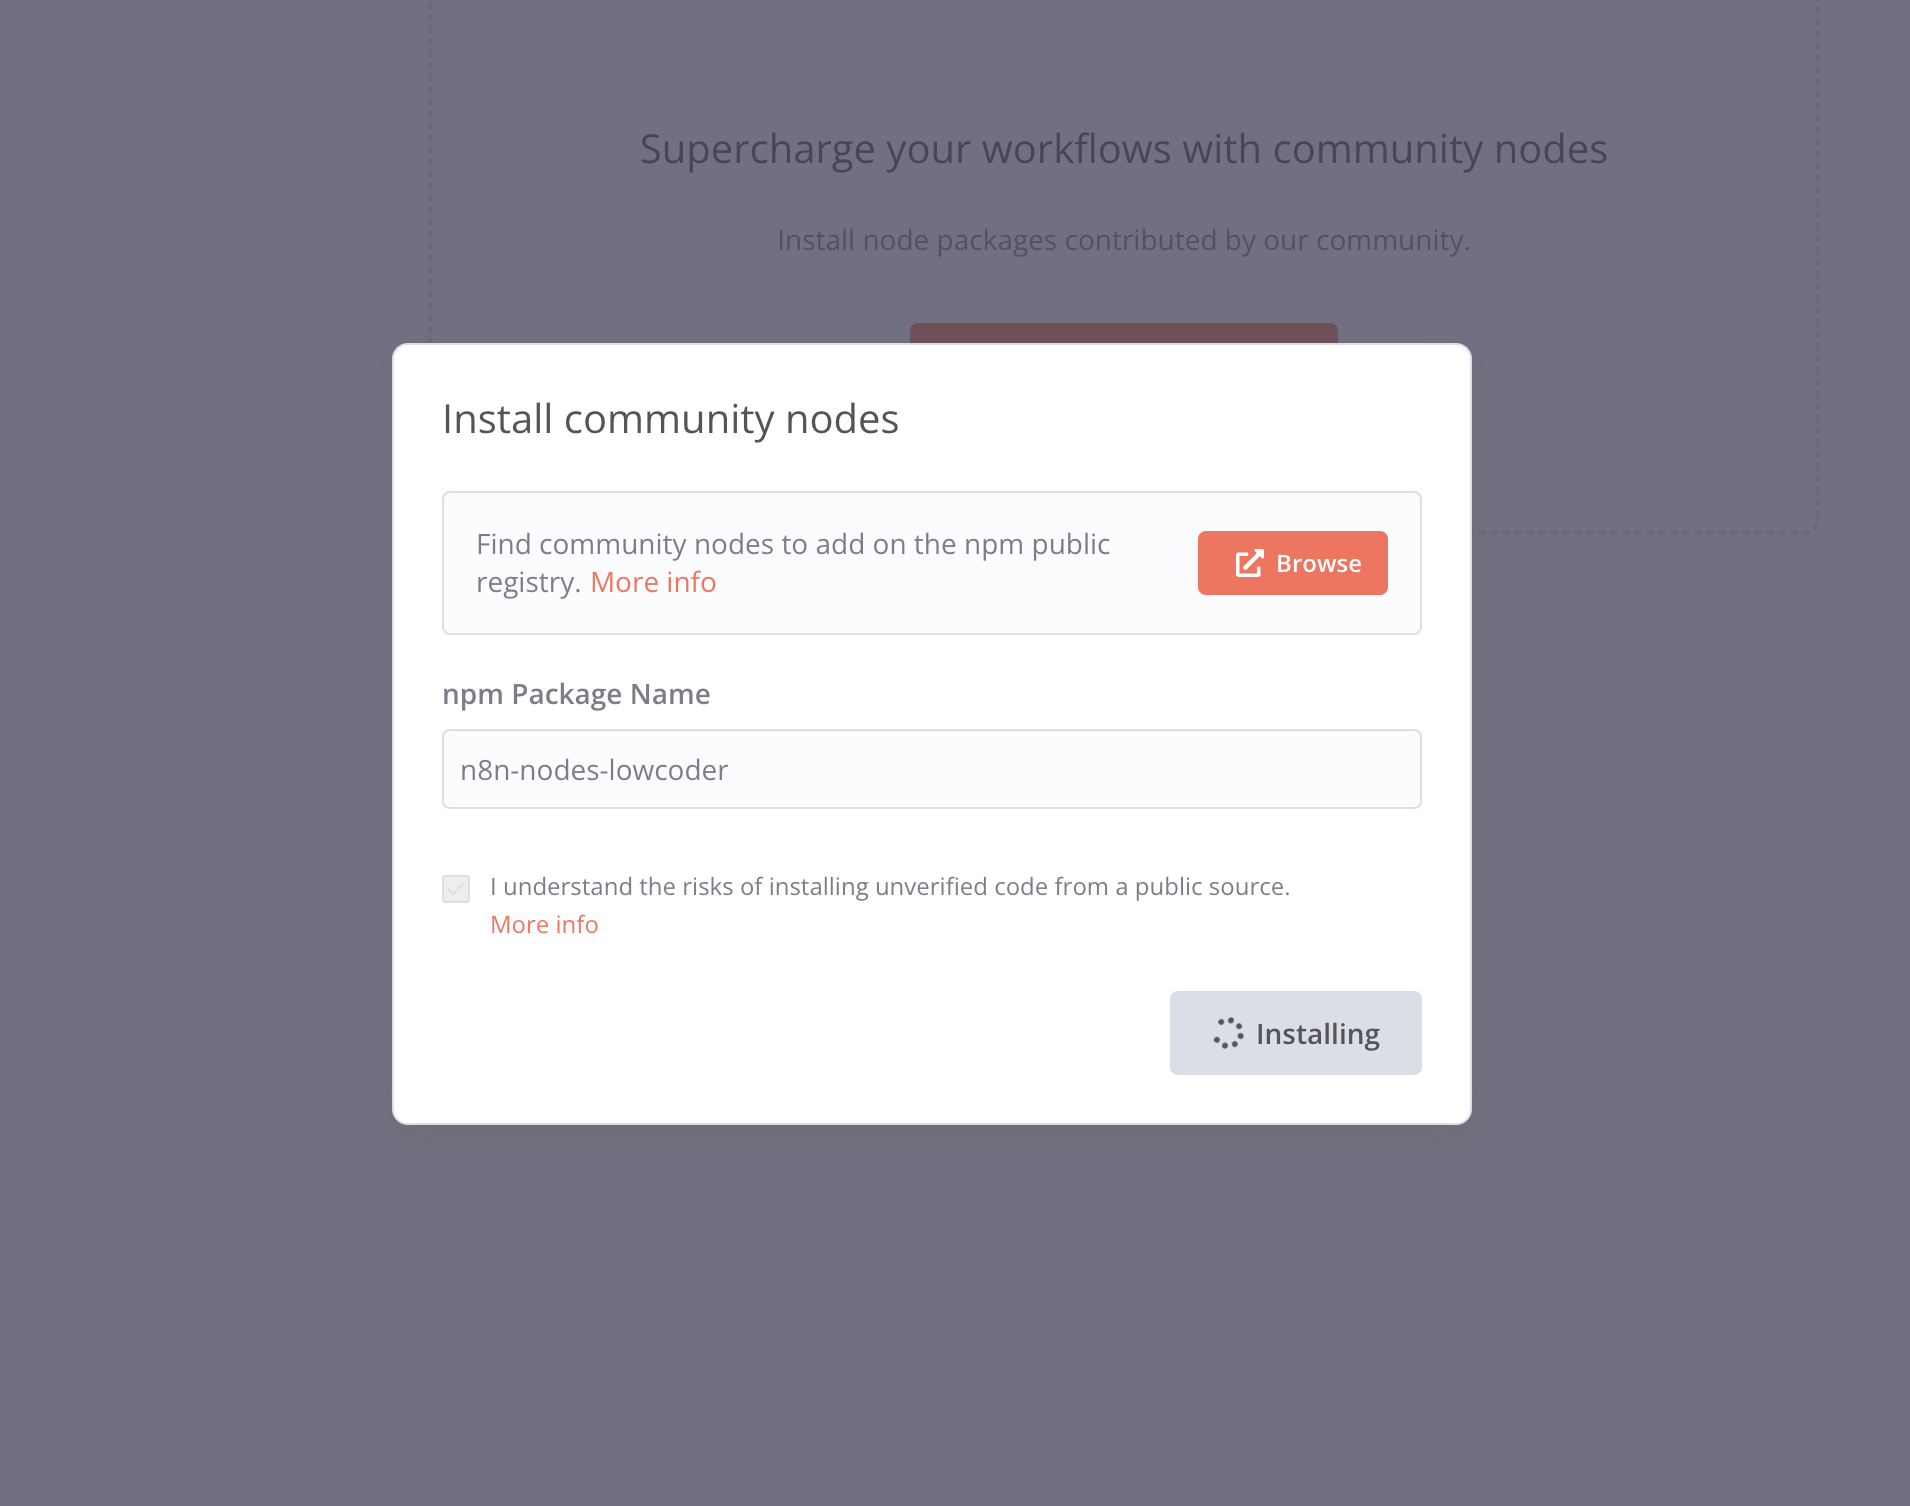 Supercharge your workflows with community nodes
Install node packages contributed by our community.
Install community nodes
Find community nodes to add on the npm public
registry. More info
Browse
npm Package Name
n8n-nodes-lowcoder
I understand the risks of installing unverified code from a public source.
More info
Installing